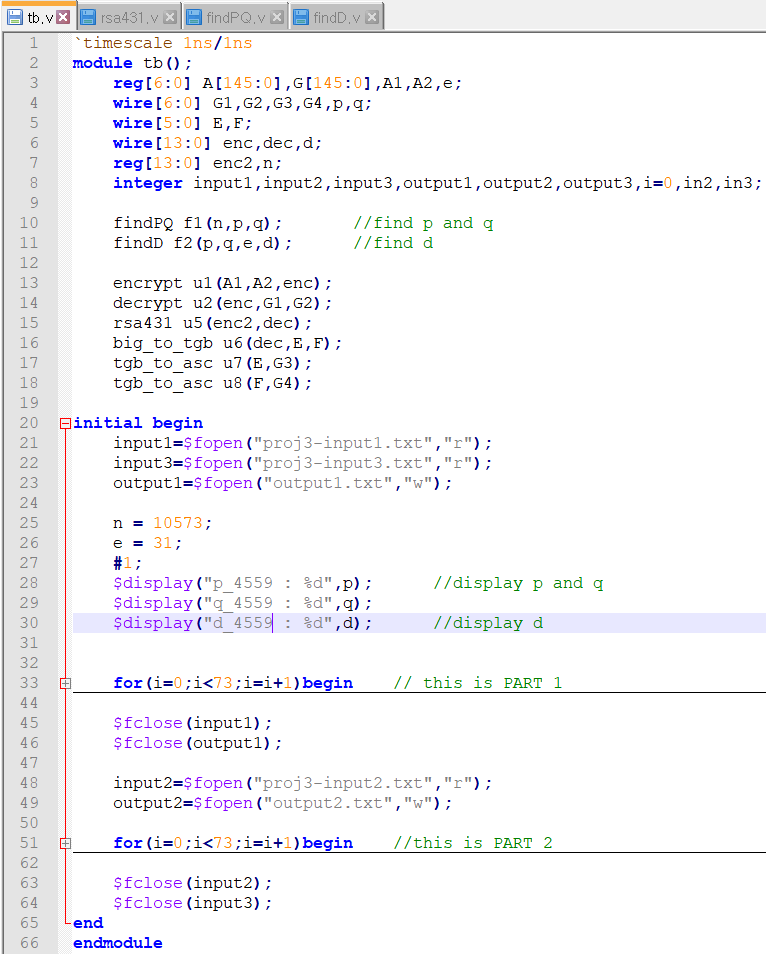 tb.v rsa431.v findPQ.v findD.v
1 `timescale 1ns/1ns
2 module tb();
3 reg[6:0] A[145:0],G[145:0],A1,A2,e;
4 wire[6:0] G1,G2,G3,G4,p,q;
5 wire[5:0] E,F;
6 wire[13:0] enc,dec,d;
7 reg[13:0] enc2,n;
8 integer input1,input2,input3,output1,output2,output3,i=0,in2,in3;
9
10 findPQ f1(n,p,q); //find p and q
11 findD f2(p,q,e,d); //find d
12
13 encrypt u1(A1,A2,enc);
14 decrypt u2(enc,G1,G2);
15 rsa431 u5(enc2,dec);
16 big_to_tgb u6(dec,E,F);
17 tgb_to_asc u7(E,G3);
18 tgb_to_asc u8(F,G4);
19
20 initial begin
21 input1=$fopen("proj3-input1.txt","r");
22 input3=$fopen("proj3-input3.txt","r");
23 output1=$fopen("output1.txt","w");
24
25 n = 10573;
26 e = 31;
27 #1;
28 $display("p_4559 : %d",p); //display p and q
29 $display("q_4559 : %d",q);
30 $display("d_4559 : %d",d); //display d
31
32
33 for(i=0;i<73;i=i+1)begin // this is PART 1
44
45 $fclose(input1);
46 $fclose(output1);
47
48 input2=$fopen("proj3-input2.txt","r");
49 output2=$fopen("output2.txt","w");
50
51 for(i=0;i<73;i=i+1)begin //this is PART 2
62
63 $fclose(input2);
64 $fclose(input3);
65 end
66 endmodule